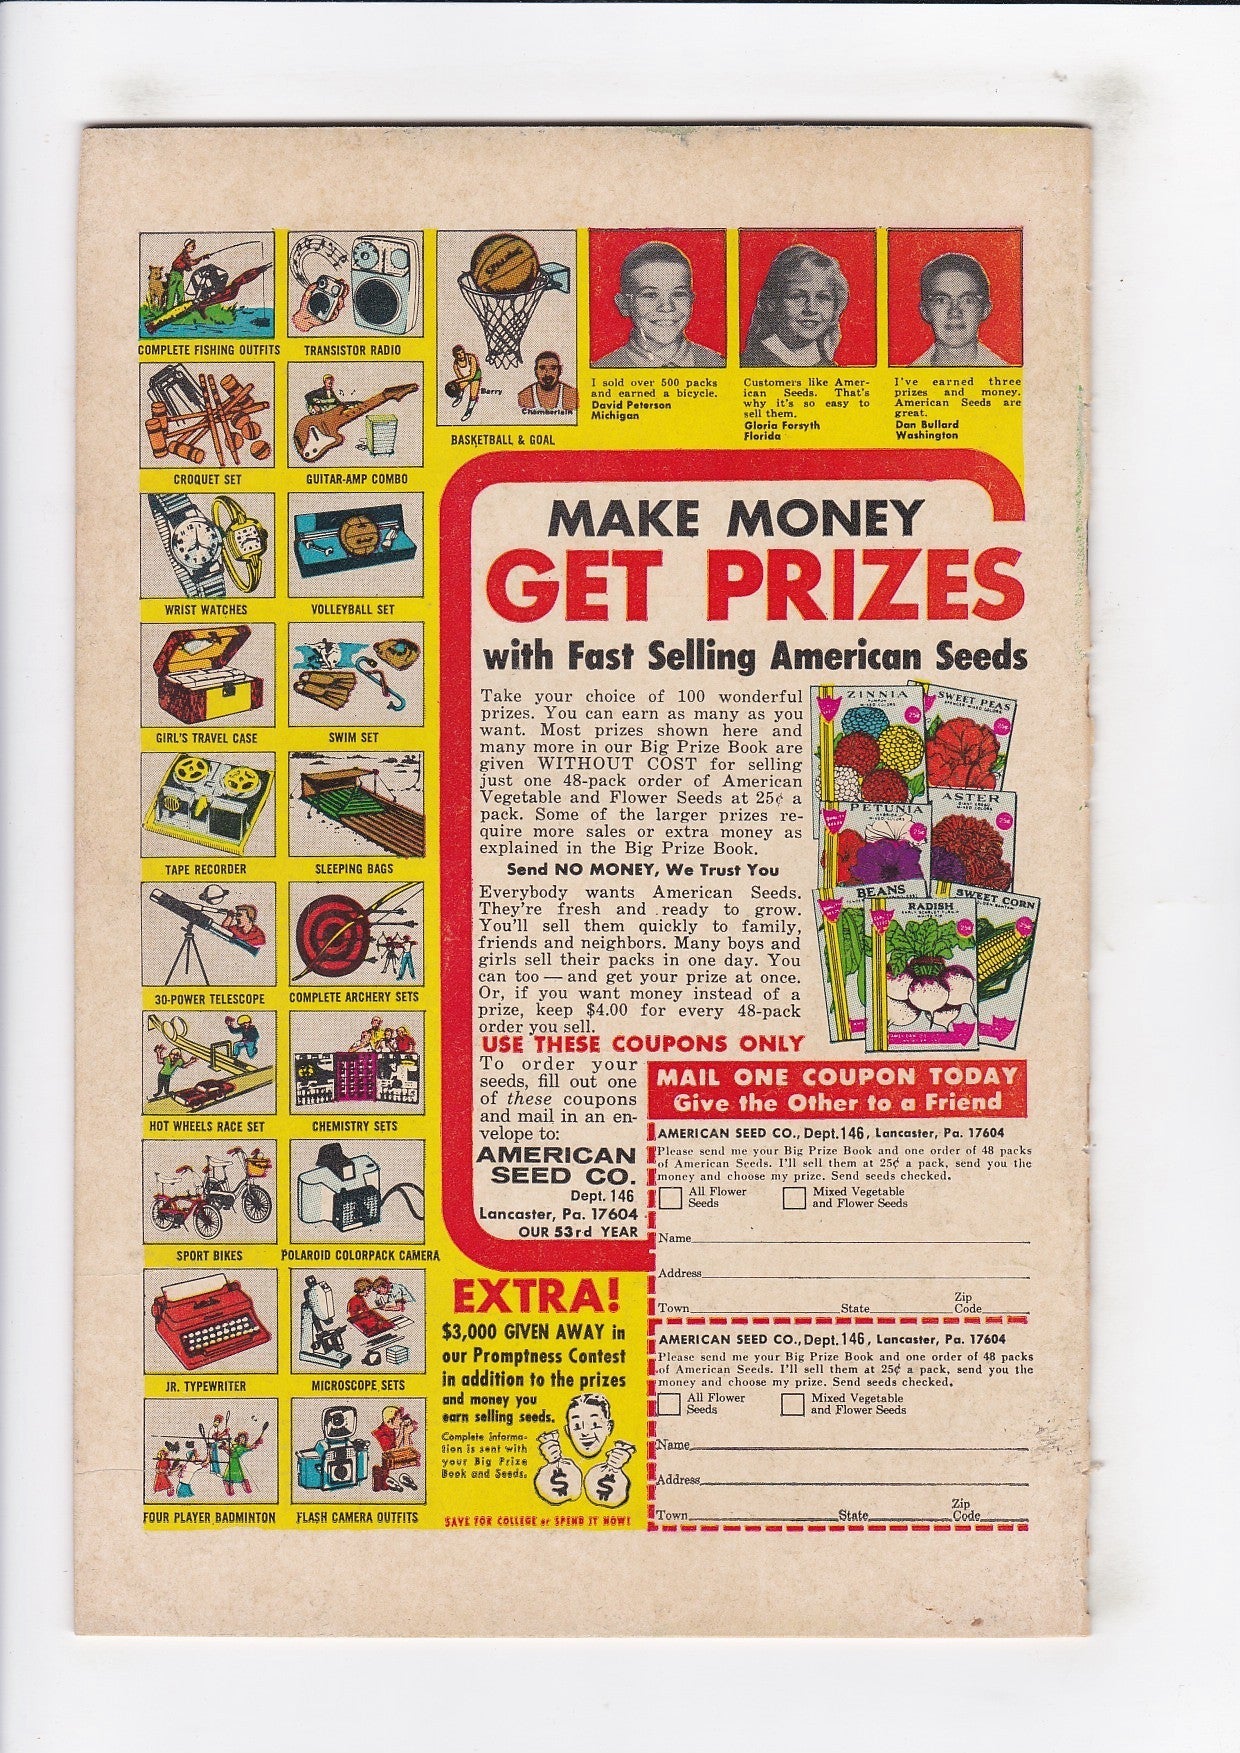 COMPLETE FISHING OUTFITS
TRANSISTOR RADIO
SPALDING
Barry
Chamberlain
BASKETBALL & GOAL
CROQUET SET
GUITAR-AMP COMBO
WRIST WATCHES
VOLLEYBALL SET
GIRL'S TRAVEL CASE
SWIM SET
TAPE RECORDER
SLEEPING BAGS
30-POWER TELESCOPE
COMPLETE ARCHERY SETS
HOT WHEELS RACE SET
CHEMISTRY SETS
SPORT BIKES
POLAROID COLORPACK CAMERA
JR. TYPEWRITER
MICROSCOPE SETS
FOUR PLAYER BADMINTON
FLASH CAMERA OUTFITS
I sold over 500 packs
and earned a bicycle.
David Peterson
Michigan
Customers like Amer-
ican Seeds. That's
why it's so easy to
sell them.
Gloria Forsyth
Florida
I've earned three
prizes and money.
American Seeds are
great.
Dan Bullard
Washington
MAKE MONEY
GET PRIZES
with Fast Selling American Seeds
Take your choice of 100 wonderful
prizes. You can earn as many as you
want. Most prizes shown here and
many more in our Big Prize Book are
given WITHOUT COST for selling
just one 48-pack order of American
Vegetable and Flower Seeds at 25¢ a
pack. Some of the larger prizes re-
quire more sales or extra money as
explained in the Big Prize Book.
Send NO MONEY, We Trust You
Everybody wants American Seeds.
They're fresh and ready to grow.
You'll sell them quickly to family,
friends and neighbors. Many boys and
girls sell their packs in one day. You
can too — and get your prize at once.
Or, if you want money instead of a
prize, keep $4.00 for every 48-pack
order you sell.
USE THESE COUPONS ONLY
To order your
seeds, fill out one
of these coupons
and mail in an en-
velope to:
AMERICAN
SEED CO.
Dept. 146
Lancaster, Pa. 17604
OUR 53rd YEAR
ZINNIA
MIXED COLORS
25¢
SWEET PEAS
SPENCER MIXED COLORS
25¢
PETUNIA
MIXED COLORS
25¢
ASTER
MIXED COLORS
25¢
BEANS
RADISH
EARLY SCARLET GLOBE
25¢
SWEET CORN
GOLDEN BANTAM
25¢
MAIL ONE COUPON TODAY
Give the Other to a Friend
AMERICAN SEED CO., Dept. 146, Lancaster, Pa. 17604
Please send me your Big Prize Book and one order of 48 packs
of American Seeds. I'll sell them at 25¢ a pack, send you the
money and choose my prize. Send seeds checked.
All Flower
Seeds
Mixed Vegetable
and Flower Seeds
Name
Address
Town State Zip Code
AMERICAN SEED CO., Dept. 146, Lancaster, Pa. 17604
Please send me your Big Prize Book and one order of 48 packs
of American Seeds. I'll sell them at 25¢ a pack, send you the
money and choose my prize. Send seeds checked.
All Flower
Seeds
Mixed Vegetable
and Flower Seeds
Name
Address
Town State Zip Code
EXTRA!
$3,000 GIVEN AWAY in
our Promptness Contest
in addition to the prizes
and money you
earn selling seeds.
Complete informa-
tion is sent with
your Big Prize
Book and Seeds.
$ $
SAVE FOR COLLEGE or SPEND IT NOW!